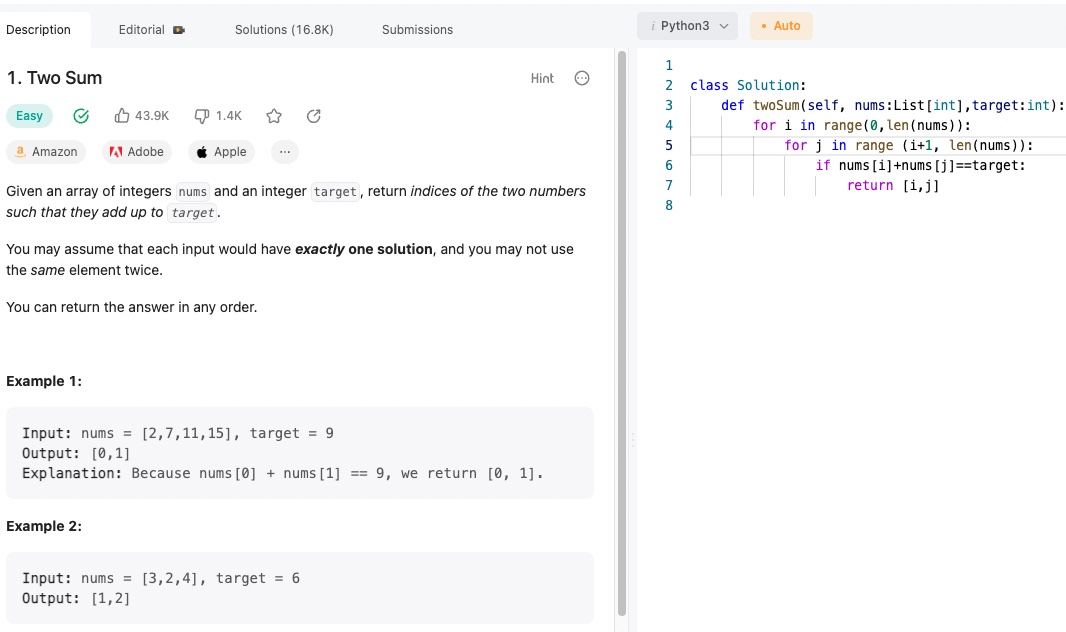 Description Editorial Solutions (16.8K) Submissions
i Python3 • Auto
1. Two Sum Hint
Easy 43.9K 1.4K
Amazon Adobe Apple ...
Given an array of integers nums and an integer target, return indices of the two numbers
such that they add up to target.
You may assume that each input would have exactly one solution, and you may not use
the same element twice.
You can return the answer in any order.
Example 1:
Input: nums = [2,7,11,15], target = 9
Output: [0,1]
Explanation: Because nums[0] + nums[1] == 9, we return [0, 1].
Example 2:
Input: nums = [3,2,4], target = 6
Output: [1,2]
1
2 class Solution:
3 def twoSum(self, nums:List[int],target:int):
4 for i in range(0,len(nums)):
5 for j in range (i+1, len(nums)):
6 if nums[i]+nums[j]==target:
7 return [i,j]
8